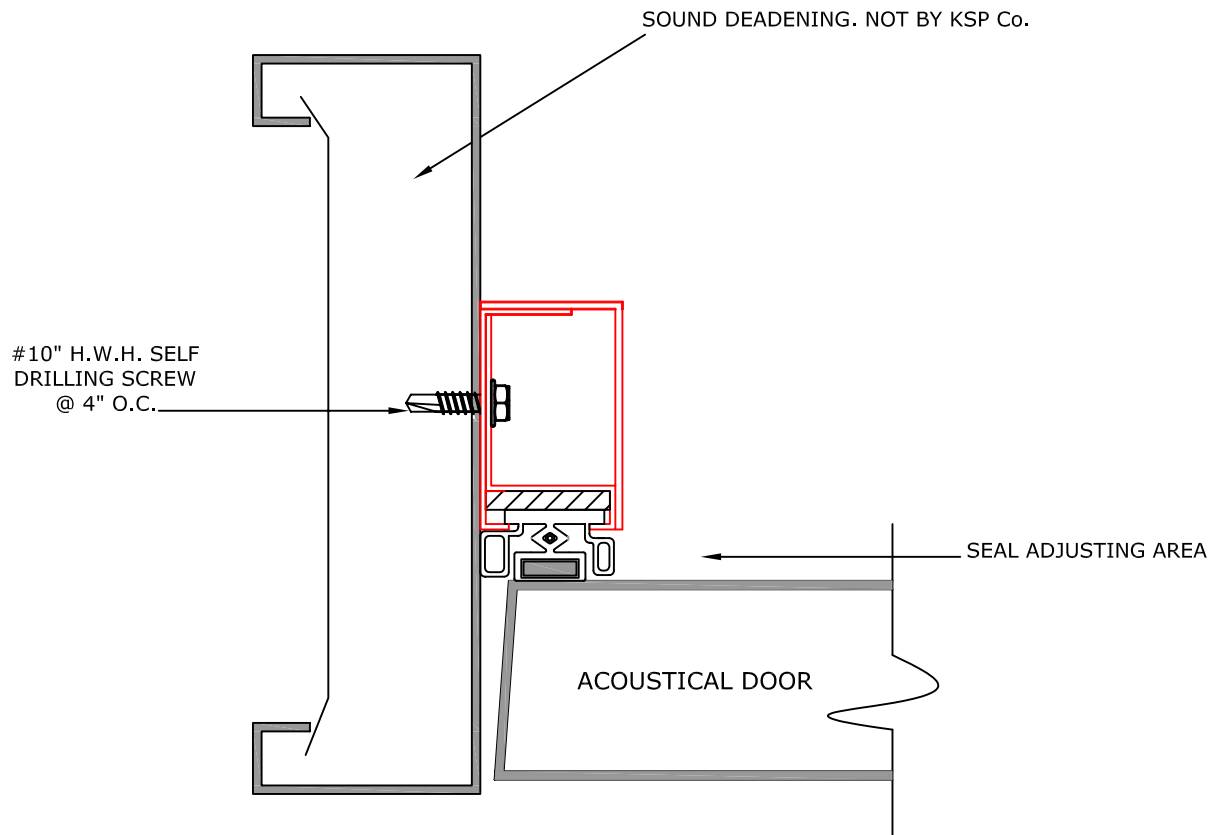 SOUND DEADENING. NOT BY KSP Co.
#10" H.W.H. SELF
DRILLING SCREW
@ 4" O.C.
SEAL ADJUSTING AREA
ACOUSTICAL DOOR